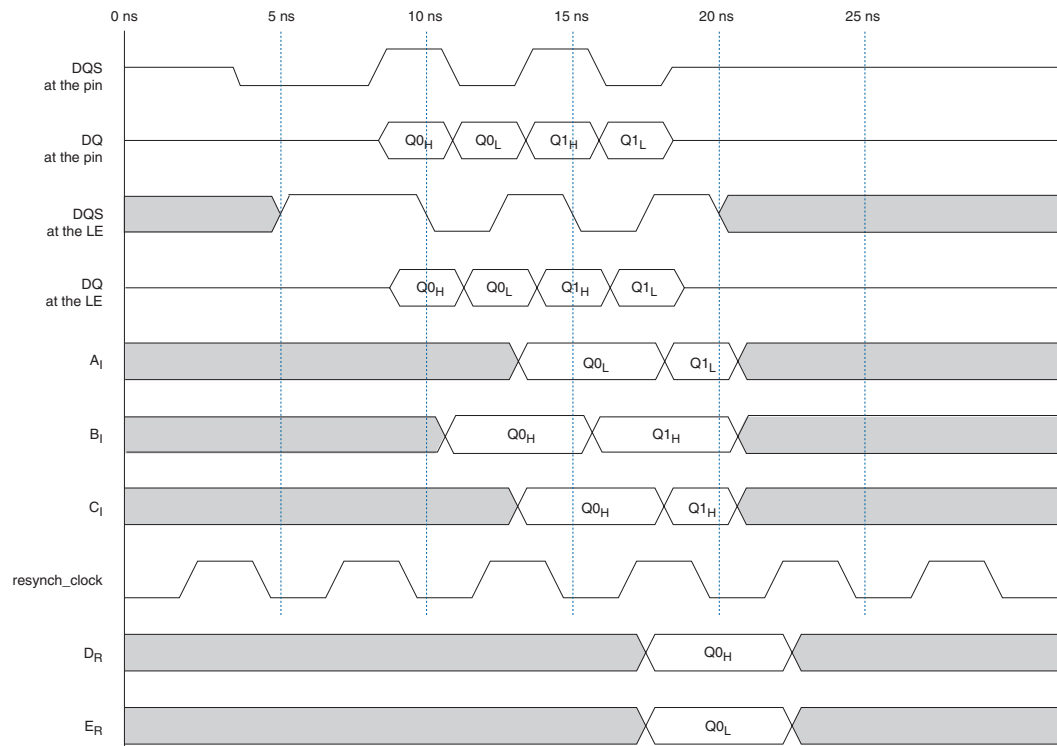 0 ns 5 ns 10 ns 15 ns 20 ns 25 ns
DQS
at the pin
DQ
at the pin
Q0H Q0L Q1H Q1L
DQS
at the LE
DQ
at the LE
Q0H Q0L Q1H Q1L
AI Q0L Q1L
BI Q0H Q1H
CI Q0H Q1H
resynch_clock
DR Q0H
ER Q0L